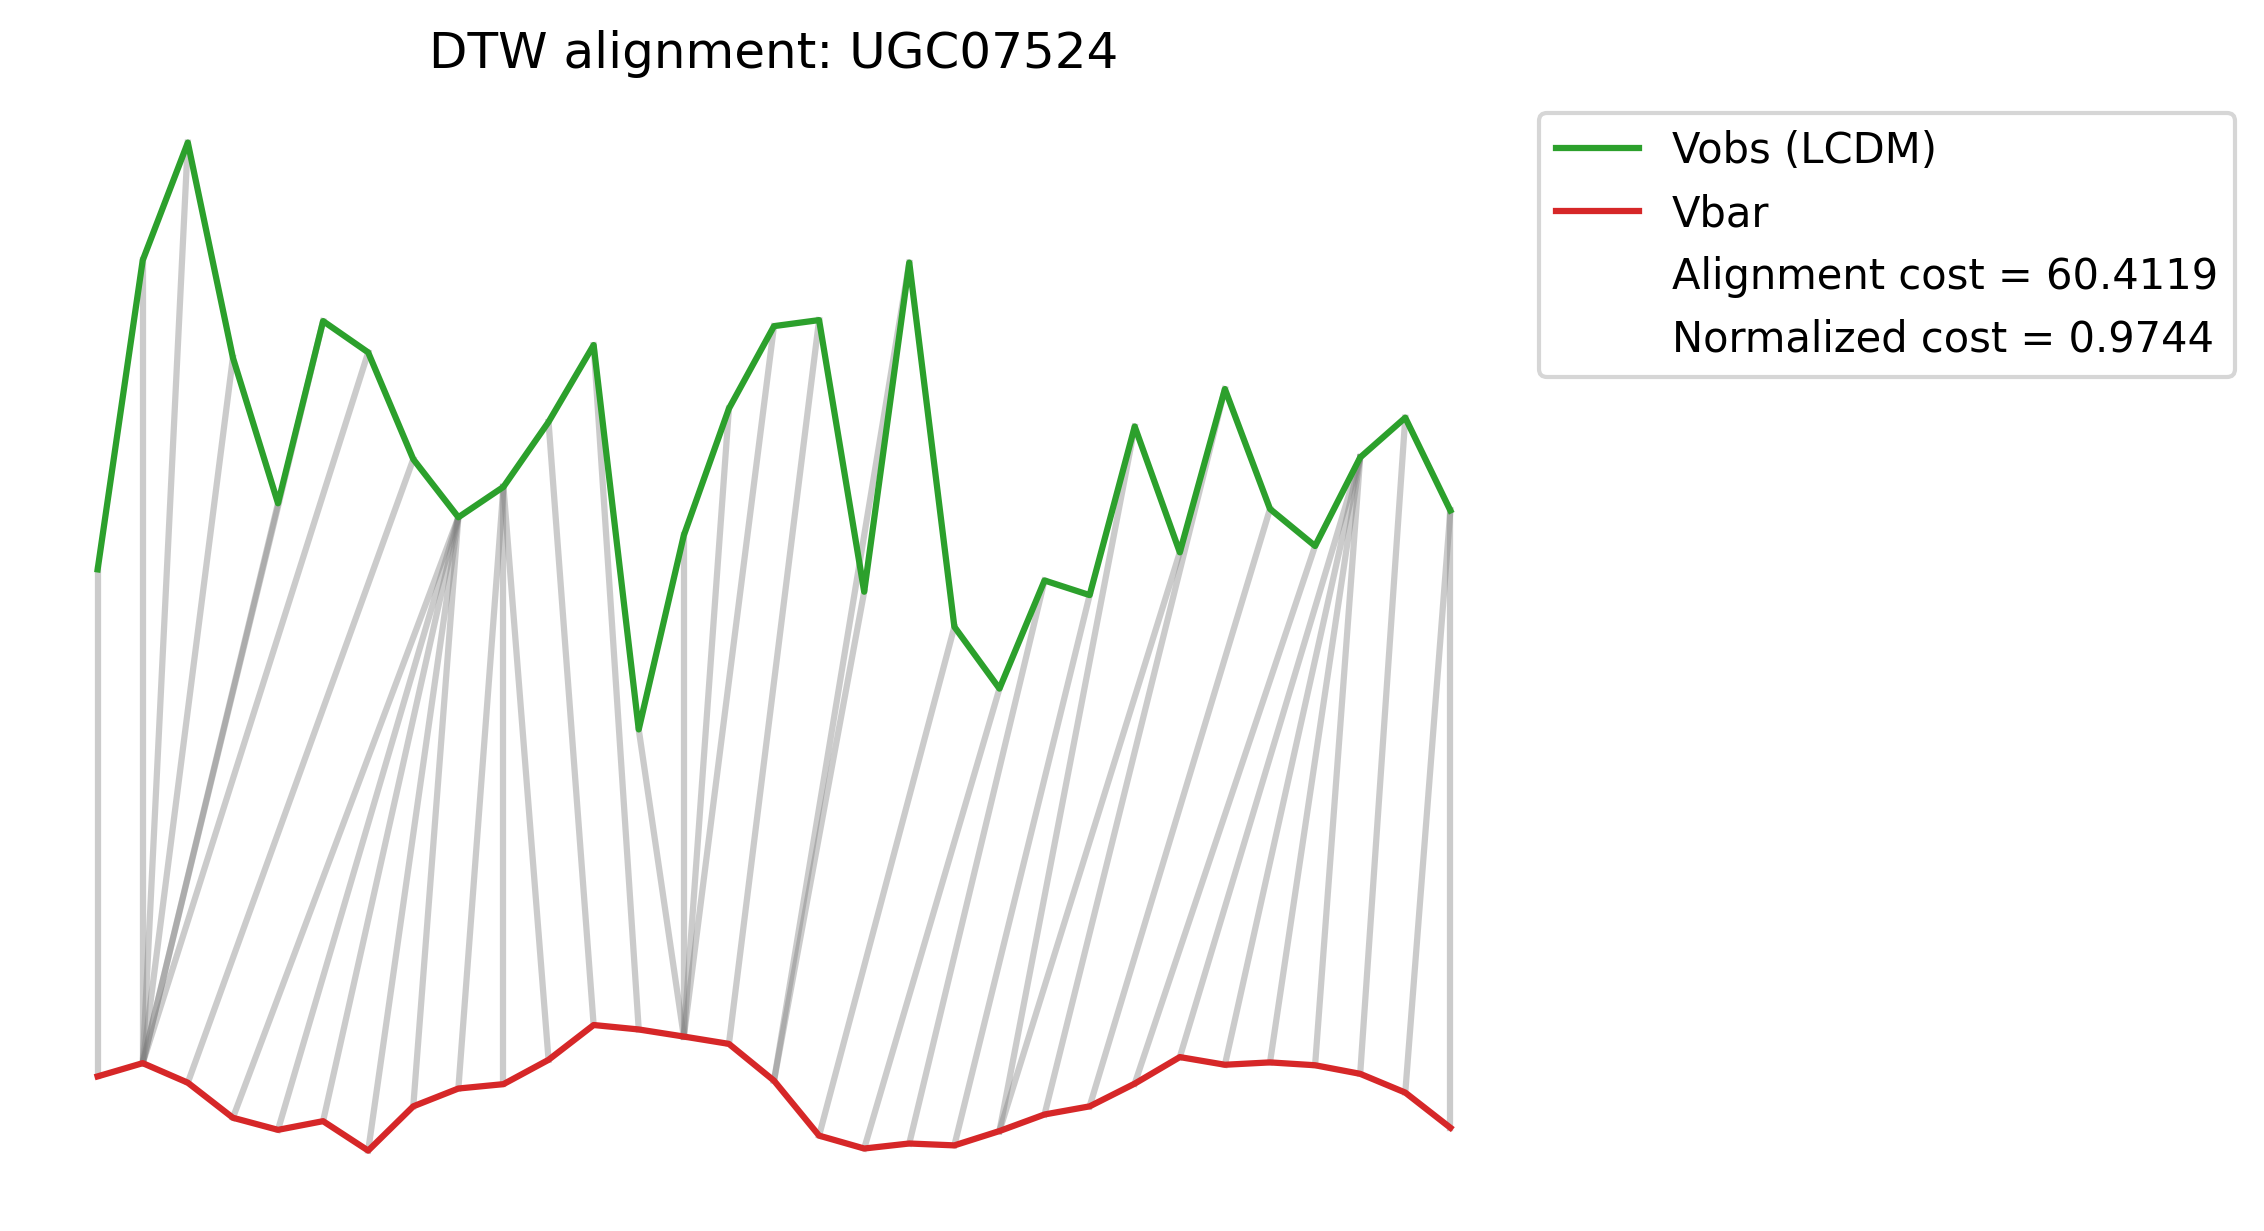 DTW alignment: UGC07524
Vobs (LCDM)
Vbar
Alignment cost = 60.4119
Normalized cost = 0.9744